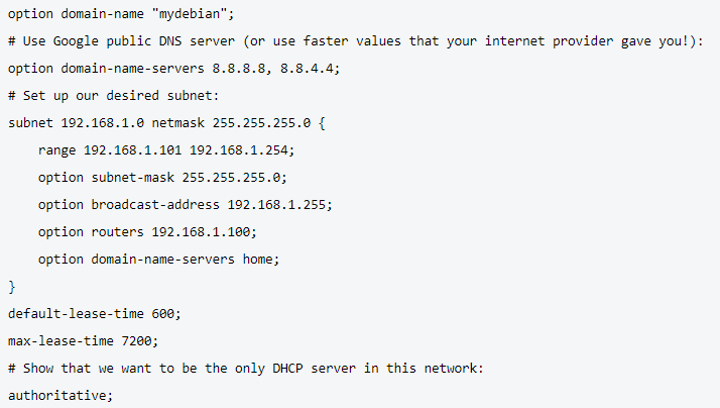 option domain-name "mydebian";
# Use Google public DNS server (or use faster values that your internet provider gave you!):
option domain-name-servers 8.8.8.8, 8.8.4.4;
# Set up our desired subnet:
subnet 192.168.1.0 netmask 255.255.255.0 {
    range 192.168.1.101 192.168.1.254;
    option subnet-mask 255.255.255.0;
    option broadcast-address 192.168.1.255;
    option routers 192.168.1.100;
    option domain-name-servers home;
}
default-lease-time 600;
max-lease-time 7200;
# Show that we want to be the only DHCP server in this network:
authoritative;